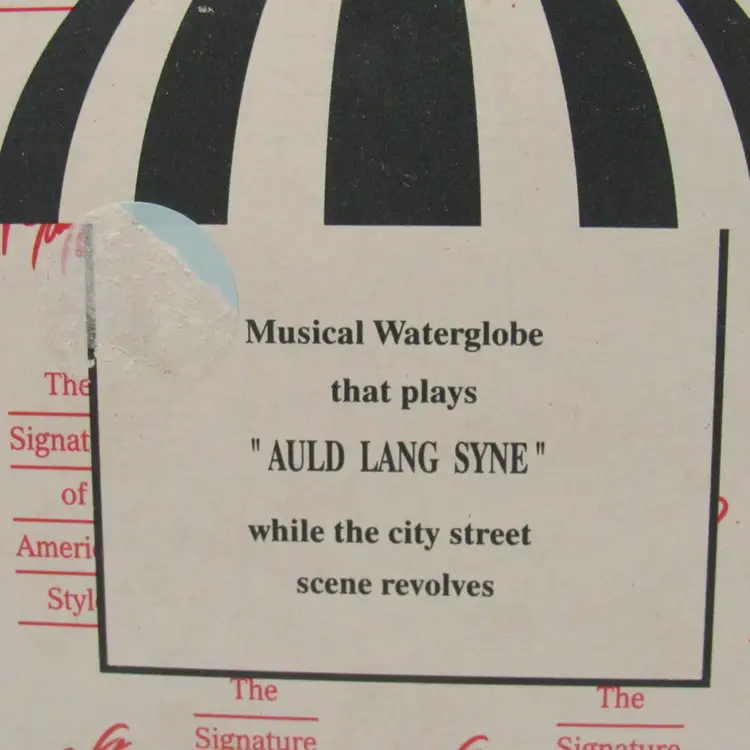 Musical Waterglobe
that plays
"AULD LANG SYNE"
while the city street
scene revolves
The
Signat
of
Ameri
Styl
The
Signature
The
Signature